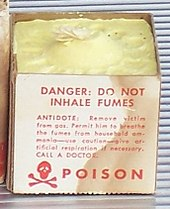 DANGER: DO NOT
INHALE FUMES
ANTIDOTE: Remove victim
from gas. Permit him to breathe
the fumes from household am-
monia—use caution—give ar-
tificial respiration if necessary.
CALL A DOCTOR.
POISON